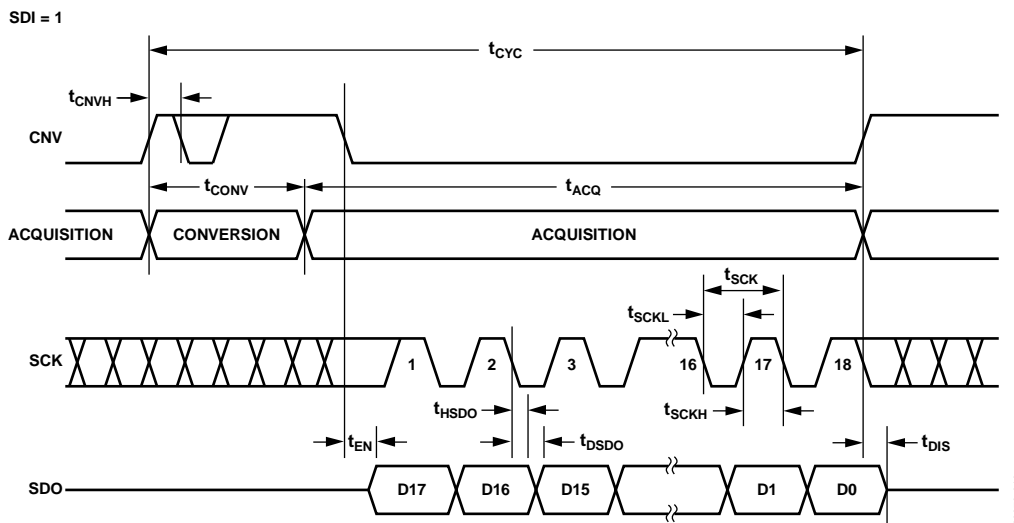 SDI = 1
tCYC
tCNVH
CNV
tCONV
tACQ
ACQUISITION
CONVERSION
ACQUISITION
tSCK
tSCKL
SCK
1
2
3
16
17
18
tHSDO
tSCKH
tEN
tDSDO
tDIS
SDO
D17
D16
D15
D1
D0